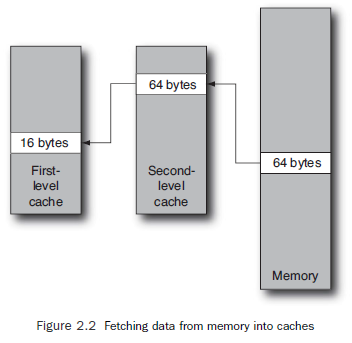 64 bytes
16 bytes
64 bytes
First-
level
cache
Second-
level
cache
Memory
Figure 2.2 Fetching data from memory into caches